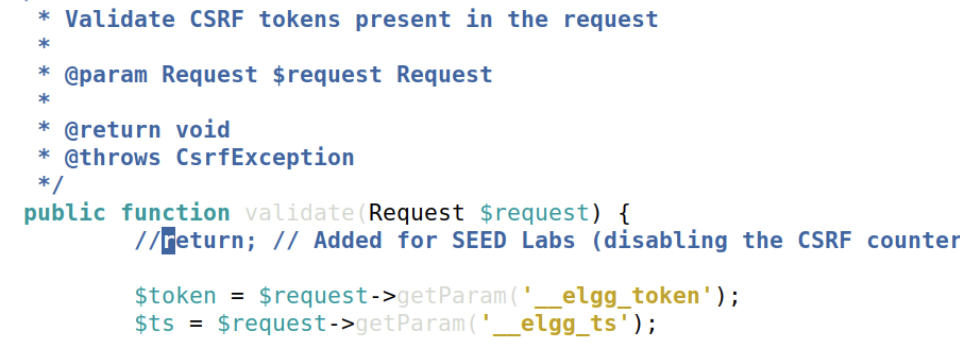 * Validate CSRF tokens present in the request
*
* @param Request $request Request
*
* @return void
* @throws CsrfException
*/
public function validate(Request $request) {
//return; // Added for SEED Labs (disabling the CSRF counter
$token = $request->getParam('__elgg_token');
$ts = $request->getParam('__elgg_ts');